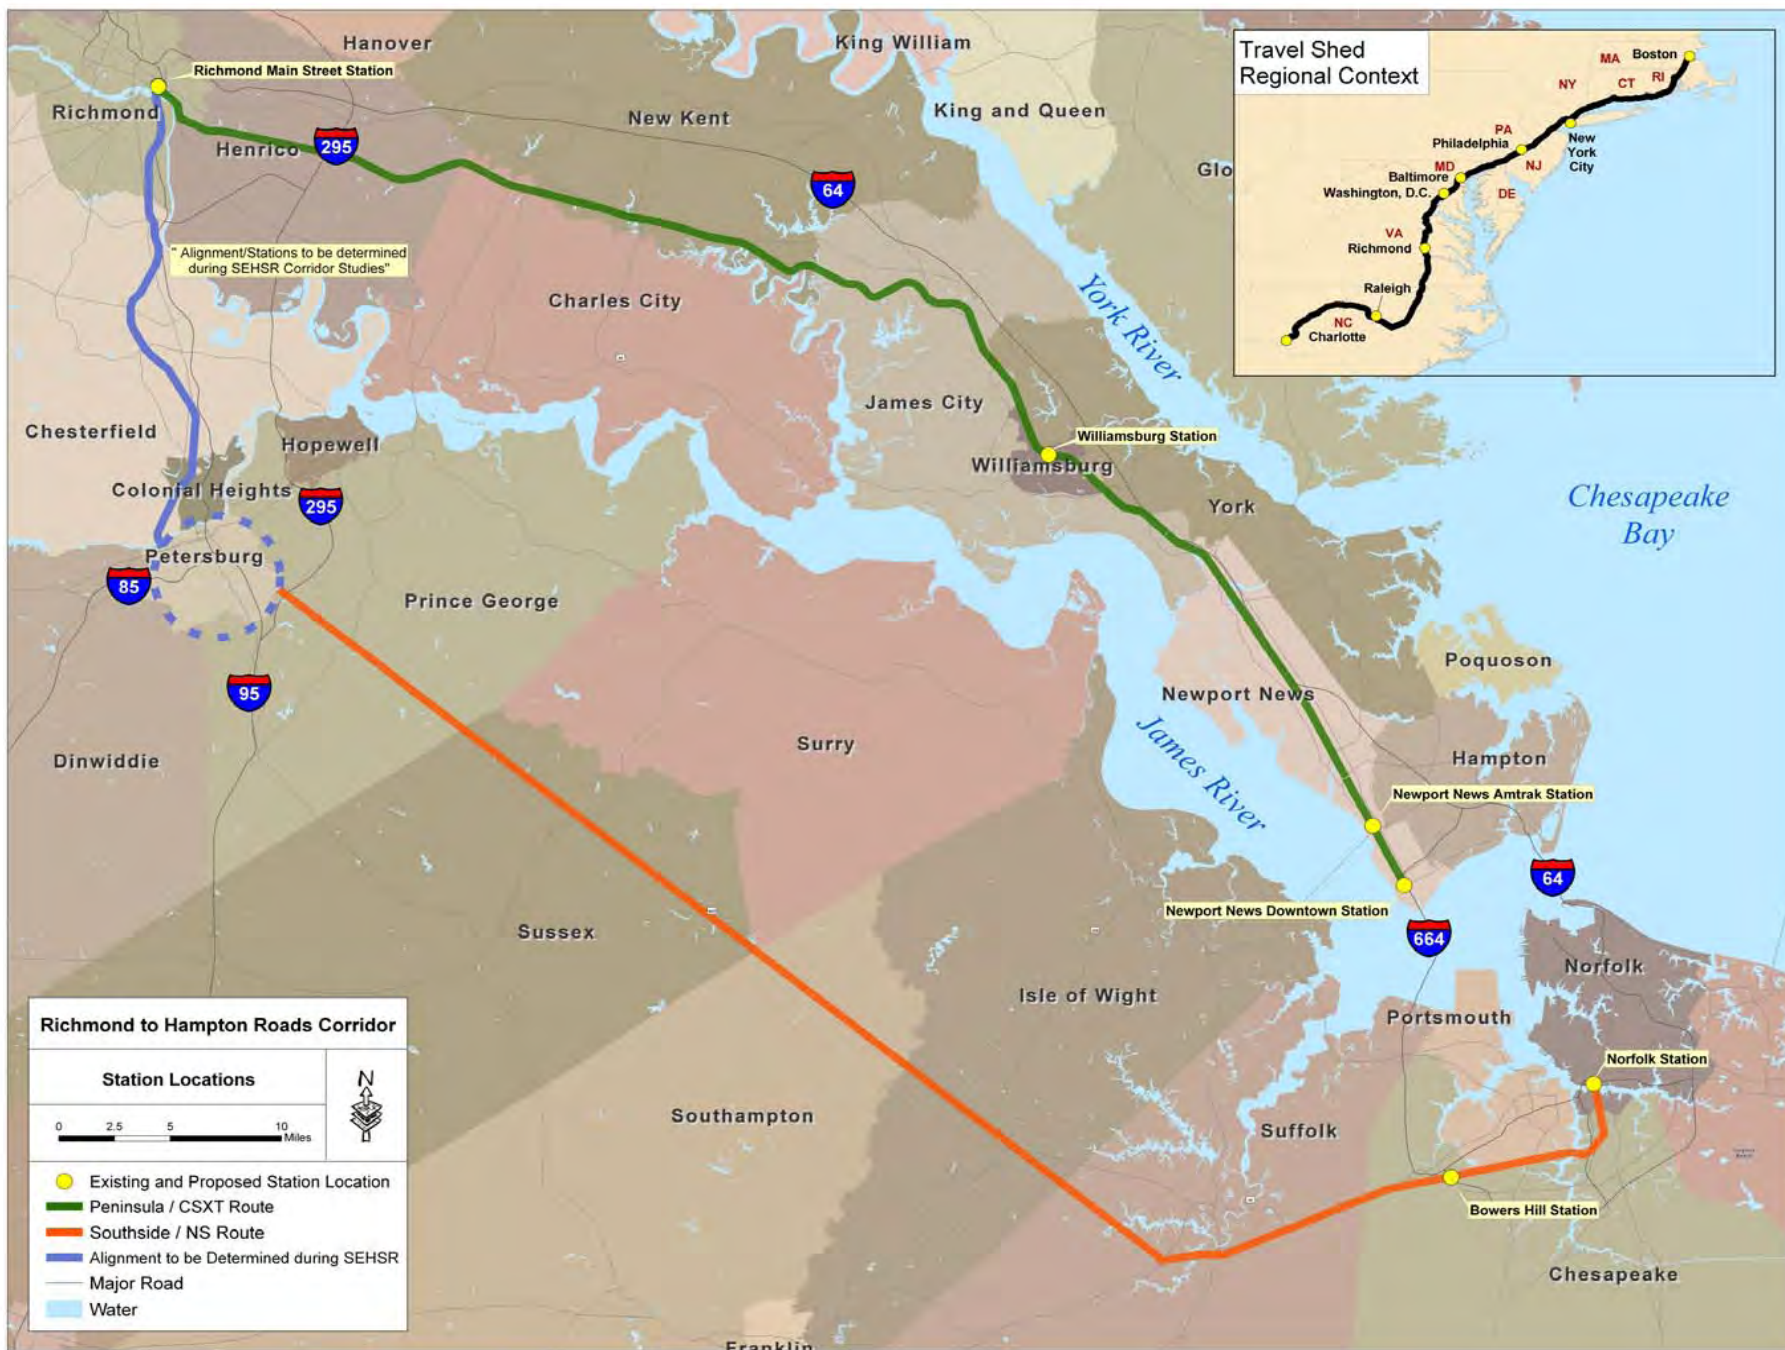 Hanover
King William
Richmond Main Street Station
Richmond
New Kent
King and Queen
Glo
Henrico
295
64
" Alignment/Stations to be determined
during SEHSR Corridor Studies"
Charles City
York River
James City
Chesterfield
Hopewell
Williamsburg Station
Williamsburg
Colonial Heights
295
York
Chesapeake
Bay
Petersburg
85
Prince George
Poquoson
95
Newport News
James River
Dinwiddie
Surry
Hampton
Newport News Amtrak Station
64
Newport News Downtown Station
664
Sussex
Norfolk
Isle of Wight
Portsmouth
Norfolk Station
Southampton
Suffolk
Bowers Hill Station
Chesapeake
Franklin
Travel Shed
Regional Context
Boston
MA
NY
CT
RI
PA
Philadelphia
New
York
City
NJ
MD
Baltimore
Washington, D.C.
DE
VA
Richmond
Raleigh
NC
Charlotte
Richmond to Hampton Roads Corridor
Station Locations
N
0 2.5 5 10
Miles
Existing and Proposed Station Location
Peninsula / CSXT Route
Southside / NS Route
Alignment to be Determined during SEHSR
Major Road
Water